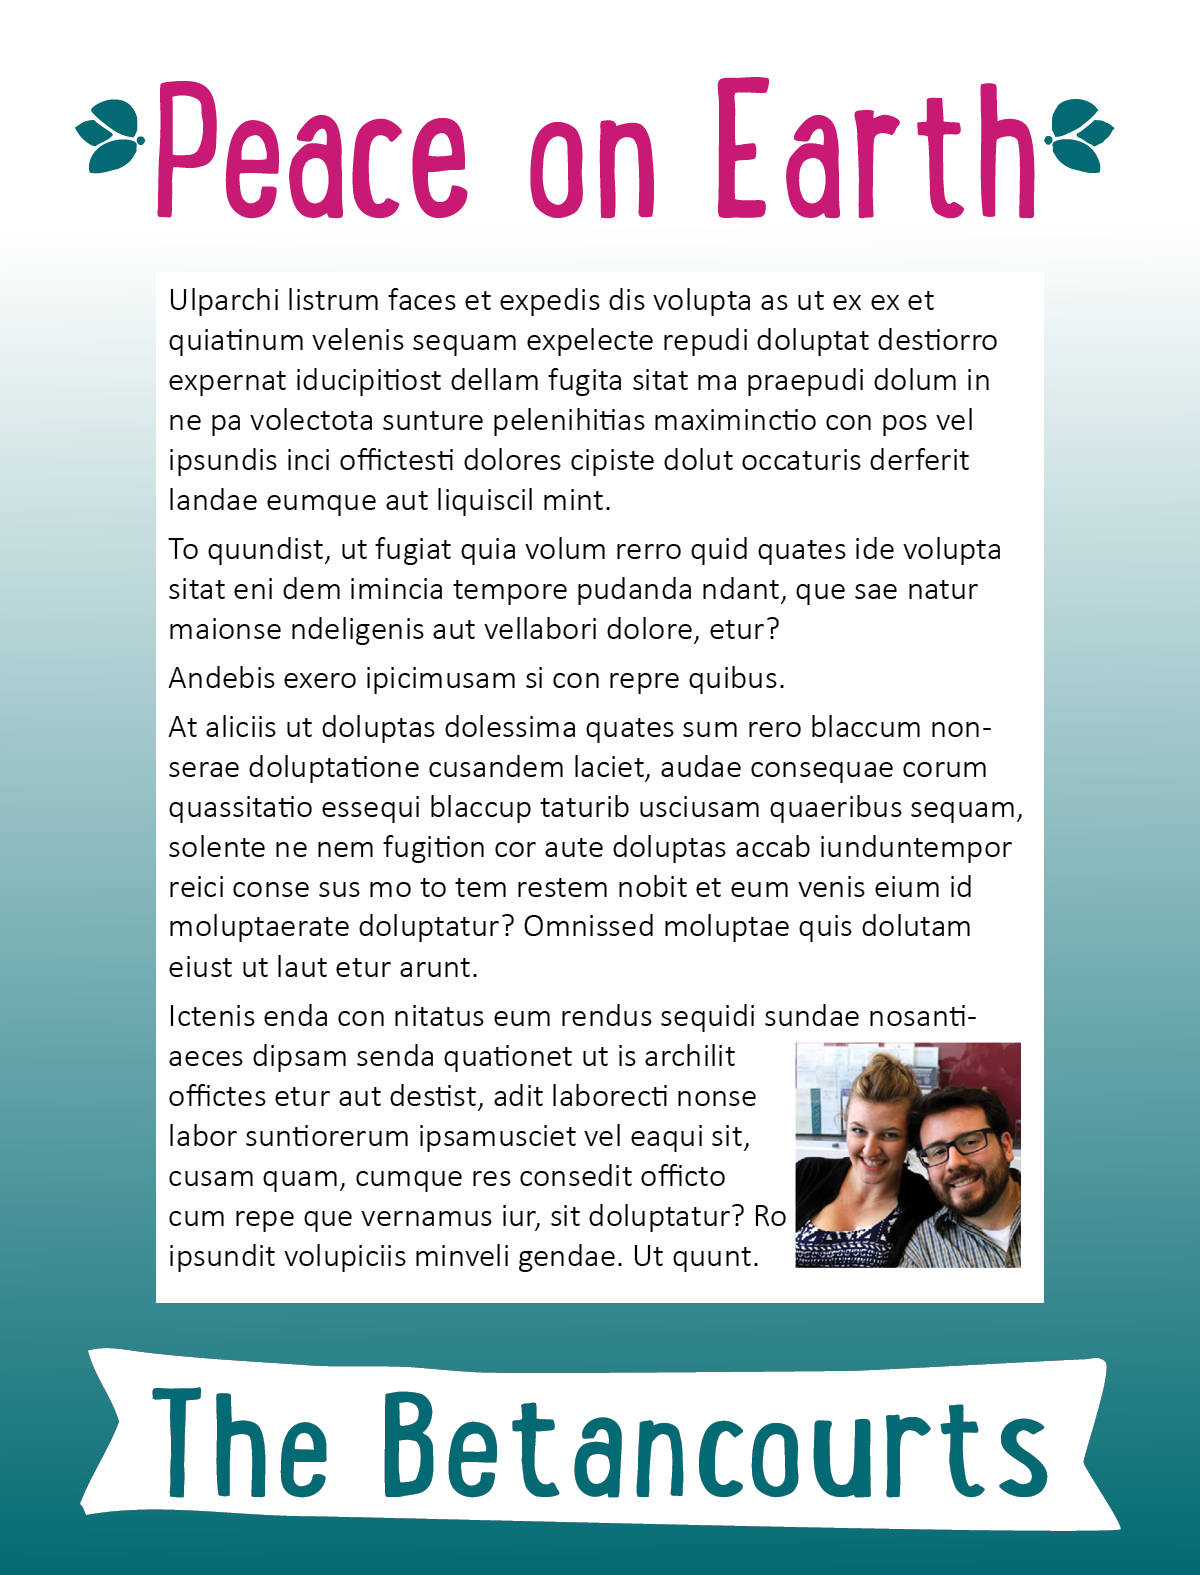 Peace on Earth
Ulparchi listrum faces et expedis dis volupta as ut ex ex et
quiatinum velenis sequam expelecte repudi doluptat destiorro
expernat iducipitiost dellam fugita sitat ma praepudi dolum in
ne pa volectota sunture pelenihitias maximinctio con pos vel
ipsundis inci offictesti dolores cipiste dolut occaturis derferit
landae eumque aut liquiscil mint.
To quundist, ut fugiat quia volum rerro quid quates ide volupta
sitat eni dem imincia tempore pudanda ndant, que sae natur
maionse ndeligenis aut vellabori dolore, etur?
Andebis exero ipicimusam si con repre quibus.
At aliciis ut doluptas dolessima quates sum rero blaccum non-
serae doluptatione cusandem laciet, audae consequae corum
quassitatio essequi blaccup taturib usciusam quaeribus sequam,
solente ne nem fugition cor aute doluptas accab iunduntempor
reici conse sus mo to tem restem nobit et eum venis eium id
moluptaerate doluptatur? Omnissed moluptae quis dolutam
eiust ut laut etur arunt.
Ictenis enda con nitatus eum rendus sequidi sundae nosanti-
aeces dipsam senda quationet ut is archilit
offictes etur aut destist, adit laborecti nonse
labor suntiorerum ipsamusciet vel eaqui sit,
cusam quam, cumque res consedit officto
cum repe que vernamus iur, sit doluptatur? Ro
ipsundit volupiciis minveli gendae. Ut quunt.
The Betancourts